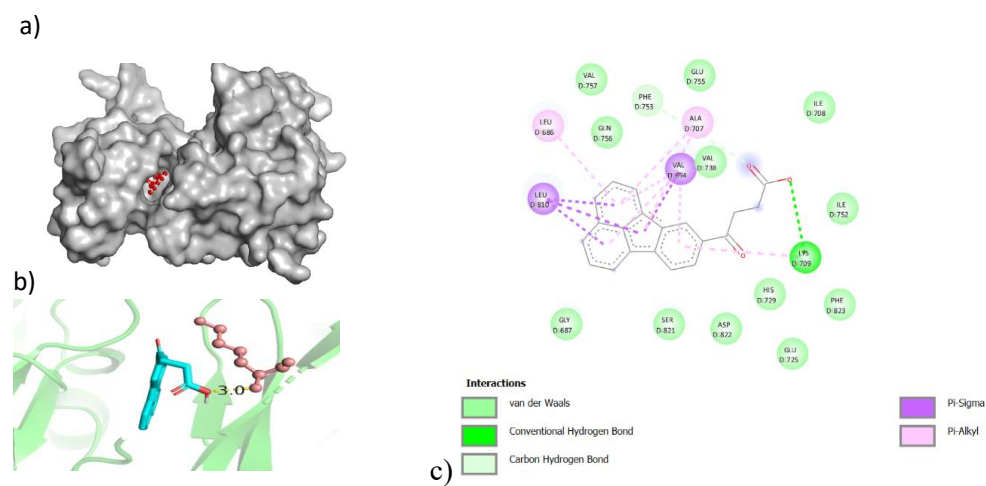 a)
b)
3.0
c)
VAL
D:757
GLU
D:755
PHE
D:753
ILE
D:708
LEU
D:686
GLN
D:756
ALA
D:707
VAL
D:694
VAL
D:738
LEU
D:810
ILE
D:752
LYS
D:709
HIS
D:729
PHE
D:823
GLY
D:687
SER
D:821
ASP
D:822
GLU
D:725
Interactions
van der Waals
Conventional Hydrogen Bond
Carbon Hydrogen Bond
Pi-Sigma
Pi-Alkyl